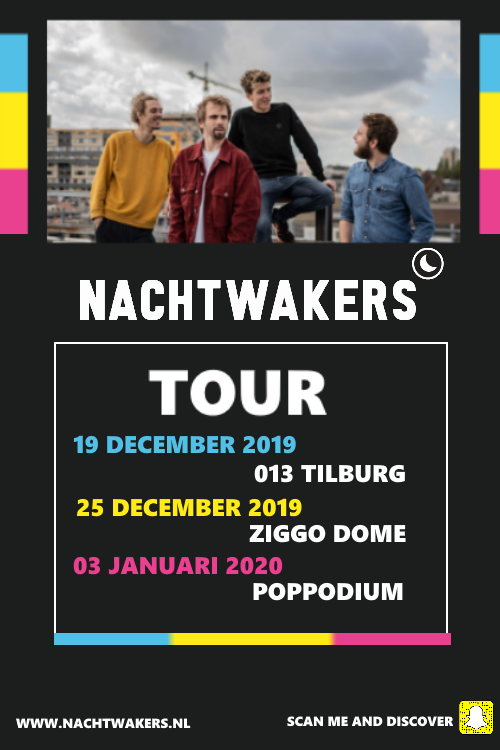 NACHTWAKERS
TOUR
19 DECEMBER 2019
013 TILBURG
25 DECEMBER 2019
ZIGGO DOME
03 JANUARI 2020
POPPODIUM
WWW.NACHTWAKERS.NL
SCAN ME AND DISCOVER